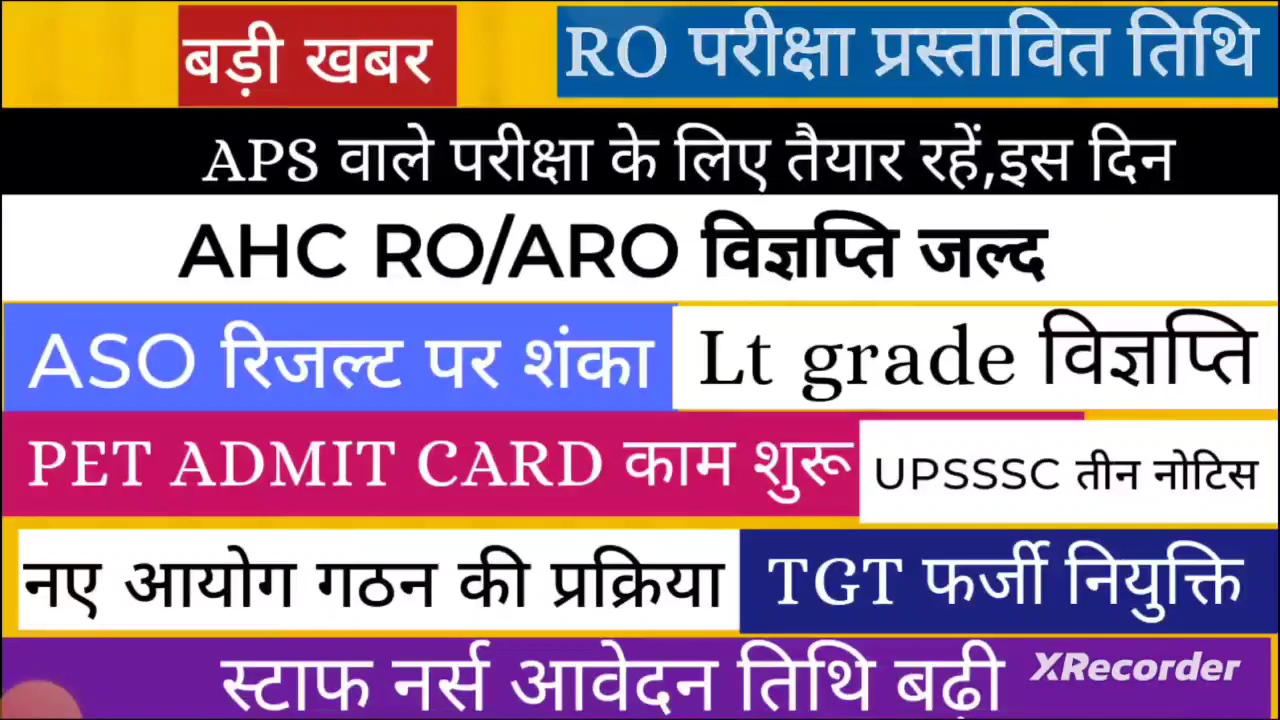 बड़ी खबर
RO परीक्षा प्रस्तावित तिथि
APS वाले परीक्षा के लिए तैयार रहें,इस दिन
AHC RO/ARO विज्ञप्ति जल्द
ASO रिजल्ट पर शंका
Lt grade विज्ञप्ति
PET ADMIT CARD काम शुरू
UPSSSC तीन नोटिस
नए आयोग गठन की प्रक्रिया
TGT फर्जी नियुक्ति
स्टाफ नर्स आवेदन तिथि बढ़ी
XRecorder